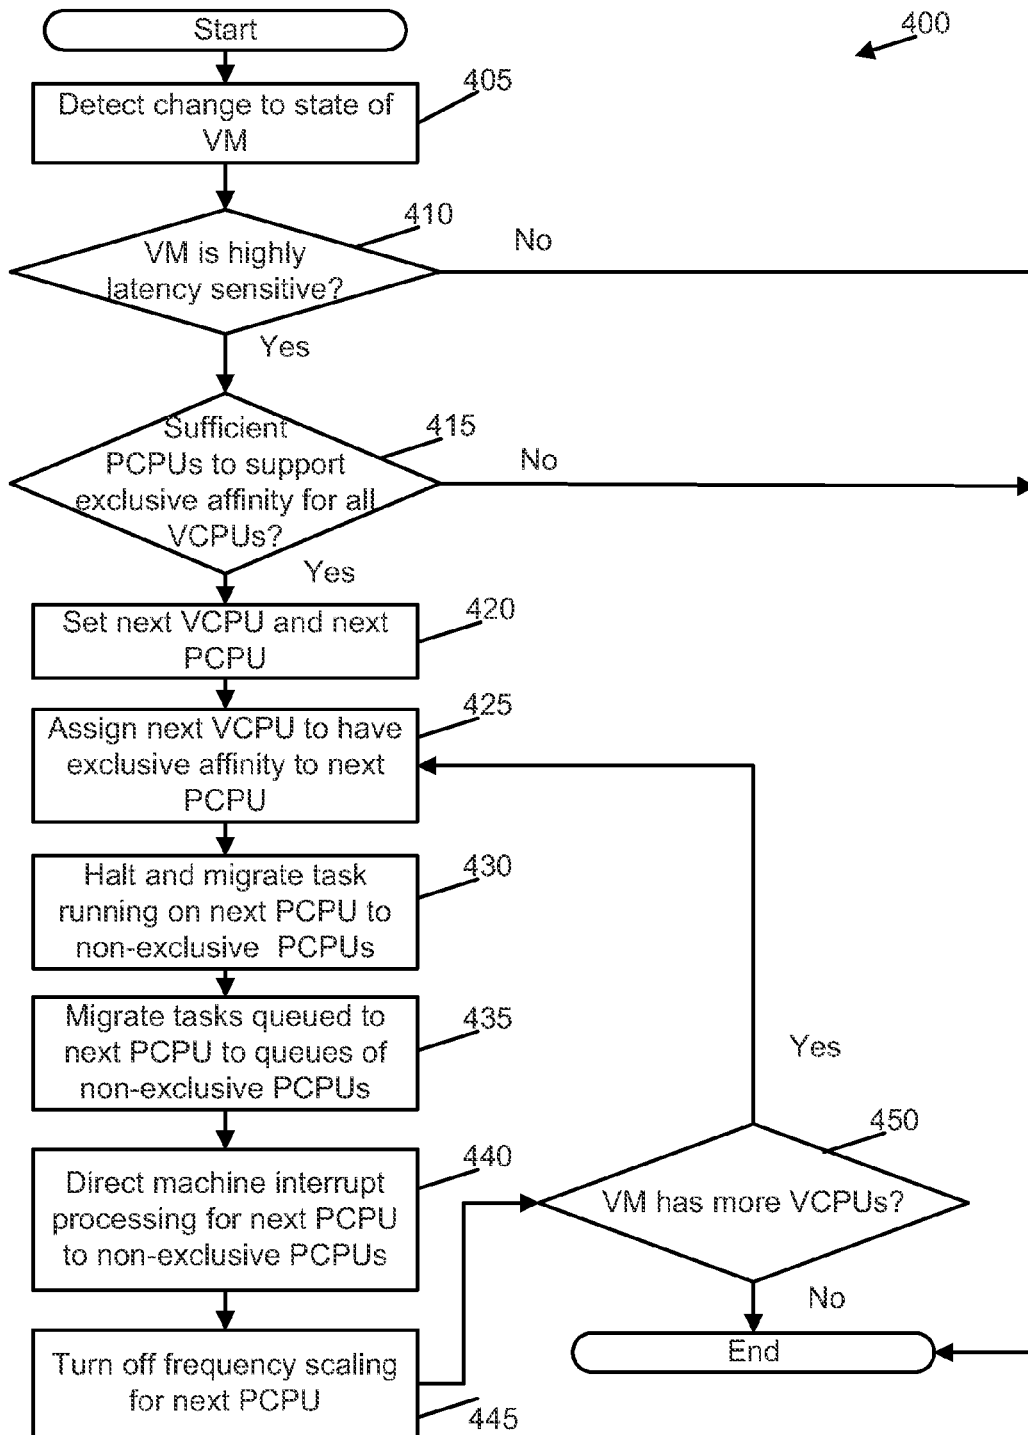 Start
400
Detect change to state of
VM
405
VM is highly
latency sensitive?
410
No
Yes
Sufficient
PCPUs to support
exclusive affinity for all
VCPUs?
415
No
Yes
Set next VCPU and next
PCPU
420
Assign next VCPU to have
exclusive affinity to next
PCPU
425
Halt and migrate task
running on next PCPU to
non-exclusive PCPUs
430
Migrate tasks queued to
next PCPU to queues of
non-exclusive PCPUs
435
Direct machine interrupt
processing for next PCPU
to non-exclusive PCPUs
440
Turn off frequency scaling
for next PCPU
445
Yes
VM has more VCPUs?
450
No
End